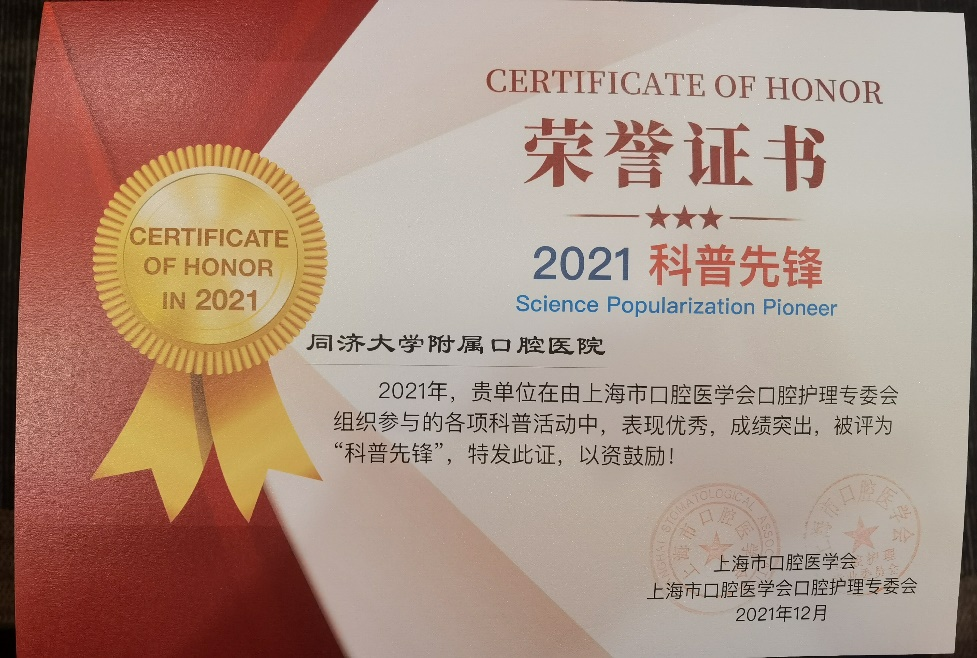 CERTIFICATE OF HONOR
荣誉证书
2021 科普先锋
Science Popularization Pioneer
CERTIFICATE
OF HONOR
IN 2021
同济大学附属口腔医院
2021年，贵单位在由上海市口腔医学会口腔护理专委会
组织参与的各项科普活动中，表现优秀，成绩突出，被评为
“科普先锋”，特发此证，以资鼓励！
上海市口腔医学会
上海市口腔医学会口腔护理专委会
2021年12月